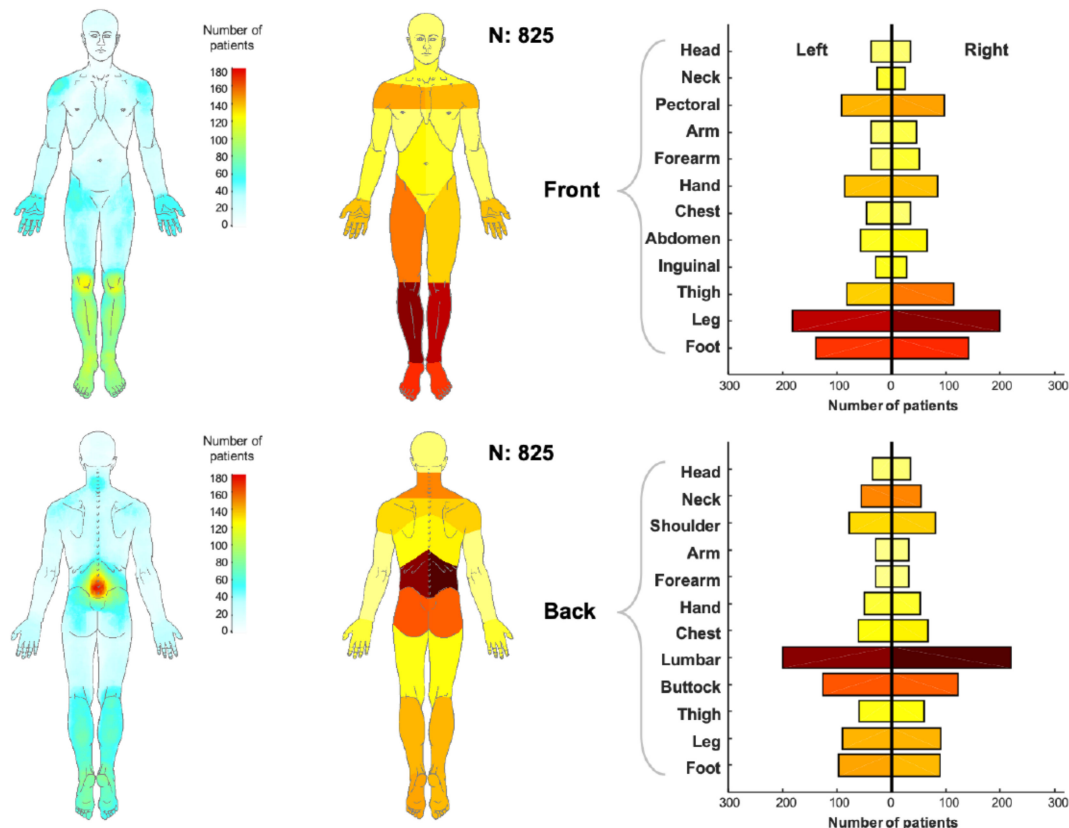 Number of
patients
180
160
140
120
100
80
60
40
20
0
N: 825
Front
Left
Right
Head
Neck
Pectoral
Arm
Forearm
Hand
Chest
Abdomen
Inguinal
Thigh
Leg
Foot
300 200 100 0 100 200 300
Number of patients
Number of
patients
180
160
140
120
100
80
60
40
20
0
N: 825
Back
Head
Neck
Shoulder
Arm
Forearm
Hand
Chest
Lumbar
Buttock
Thigh
Leg
Foot
300 200 100 0 100 200 300
Number of patients